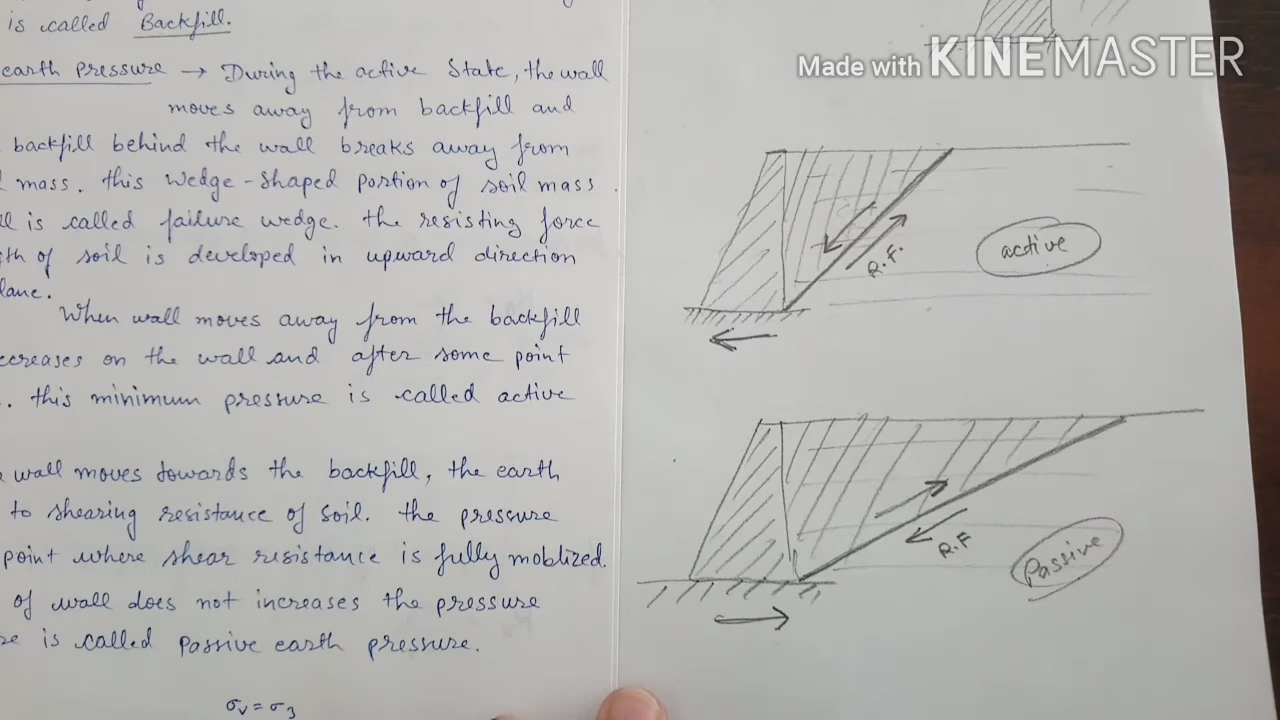 is called Backfill.
earth pressure → During the active State, the wall
moves away from backfill and
backfill behind the wall breaks away from
mass. this wedge-shaped portion of soil mass
is called failure wedge. the resisting force
of soil is developed in upward direction
When wall moves away from the backfill
on the wall and after some point
. this minimum pressure is called active
wall moves towards the backfill, the earth
to shearing resistance of soil. the pressure
point where shear resistance is fully moblized.
of wall does not increases the pressure
is called Passive earth pressure.
σv = σ3
Made with KINEMASTER
R.F.
active
R.F
Passive